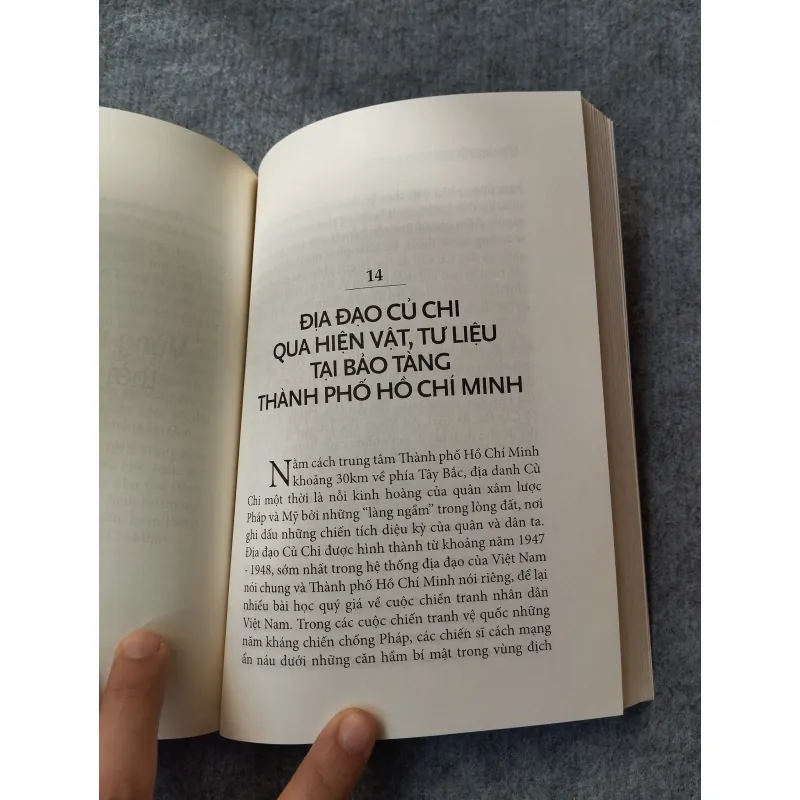 14
ĐỊA ĐẠO CỦ CHI
QUA HIỆN VẬT, TƯ LIỆU
TẠI BẢO TÀNG
THÀNH PHỐ HỒ CHÍ MINH
Nằm cách trung tâm Thành phố Hồ Chí Minh
khoảng 30km về phía Tây Bắc, địa danh Củ
Chi một thời là nỗi kinh hoàng của quân xâm lược
Pháp và Mỹ bởi những “làng ngầm” trong lòng đất, nơi
ghi dấu những chiến tích diệu kỳ của quân và dân ta.
Địa đạo Củ Chi được hình thành từ khoảng năm 1947
- 1948, sớm nhất trong hệ thống địa đạo của Việt Nam
nói chung và Thành phố Hồ Chí Minh nói riêng, để lại
nhiều bài học quý giá về cuộc chiến tranh nhân dân
Việt Nam. Trong các cuộc chiến tranh vệ quốc những
năm kháng chiến chống Pháp, các chiến sĩ cách mạng
ẩn náu dưới những căn hầm bí mật trong vùng địch